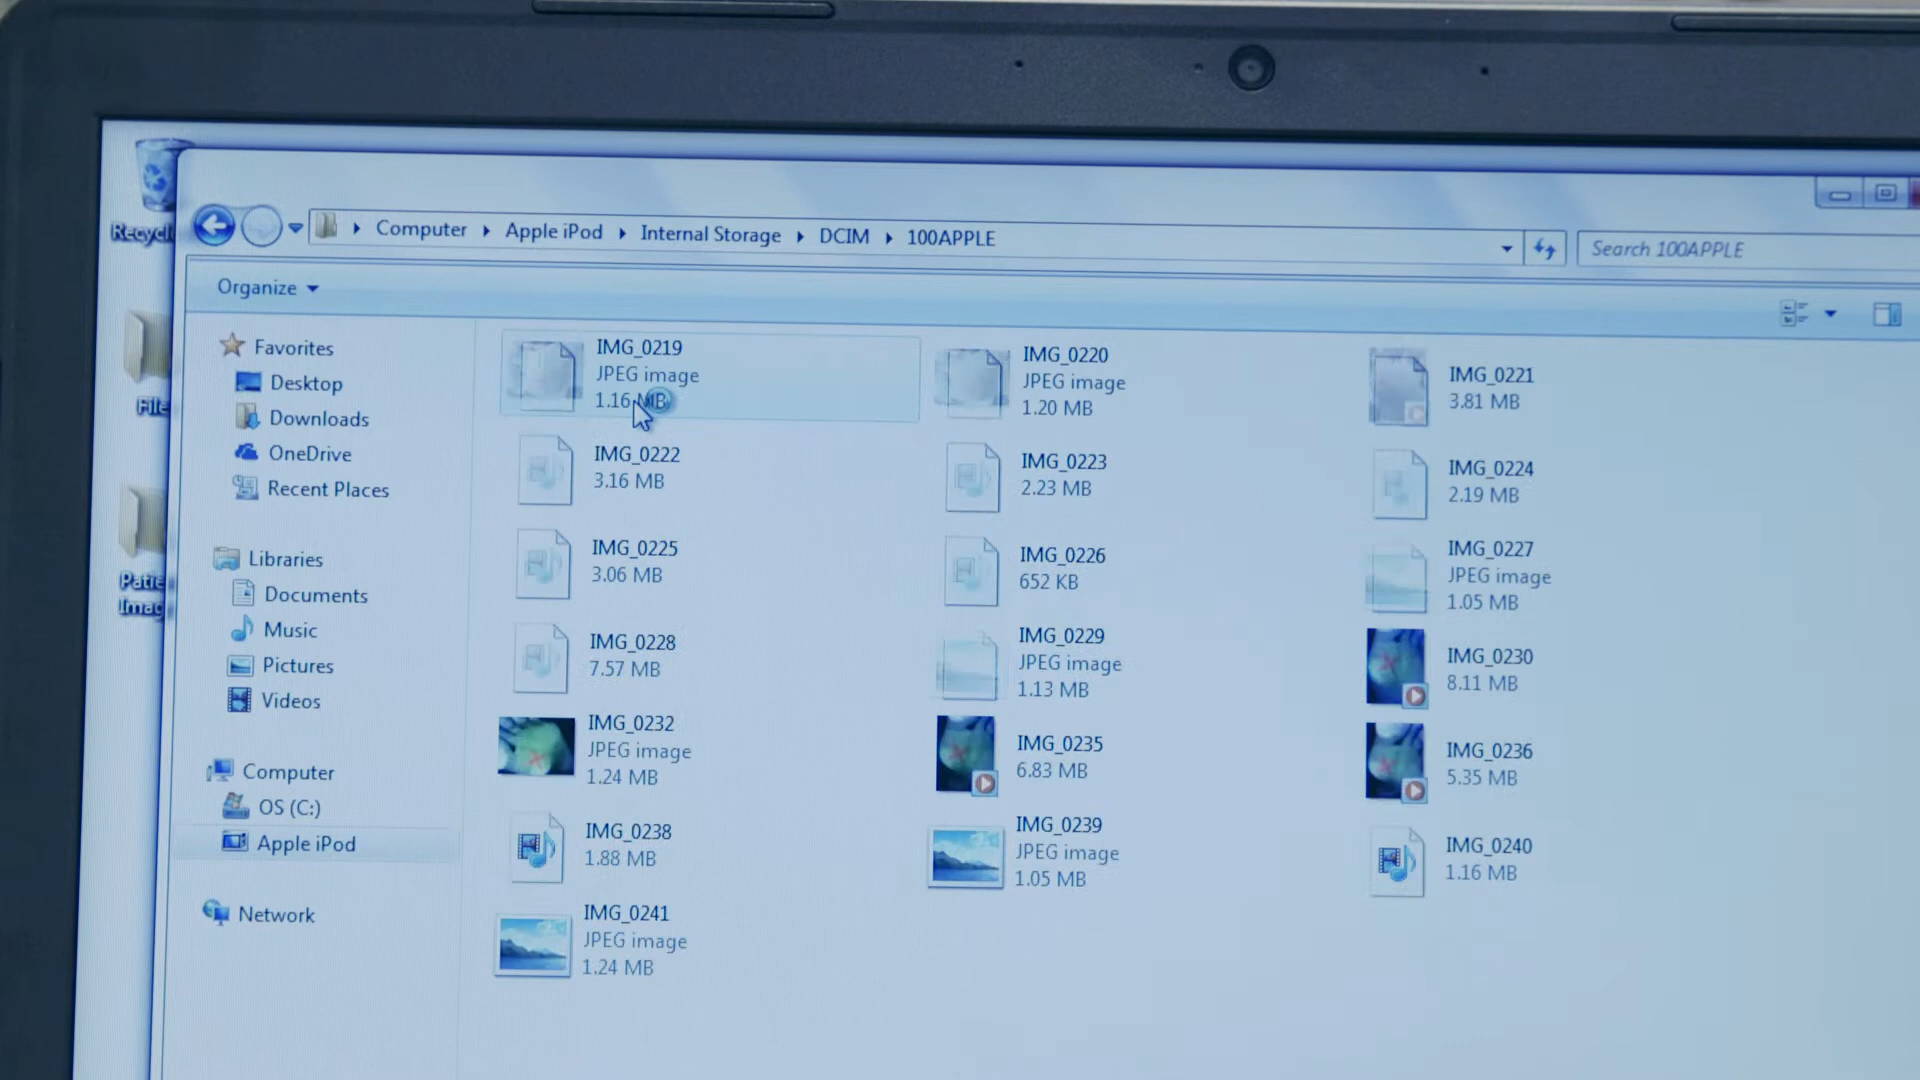 Recycl
File
Patie
Imag
Computer
Apple iPod
Internal Storage
DCIM
100APPLE
Search 100APPLE
Organize
Favorites
Desktop
Downloads
OneDrive
Recent Places
Libraries
Documents
Music
Pictures
Videos
Computer
OS (C:)
Apple iPod
Network
IMG_0219
JPEG image
1.16 MB
IMG_0220
JPEG image
1.20 MB
IMG_0221
3.81 MB
IMG_0222
3.16 MB
IMG_0223
2.23 MB
IMG_0224
2.19 MB
IMG_0225
3.06 MB
IMG_0226
652 KB
IMG_0227
JPEG image
1.05 MB
IMG_0228
7.57 MB
IMG_0229
JPEG image
1.13 MB
IMG_0230
8.11 MB
IMG_0232
JPEG image
1.24 MB
IMG_0235
6.83 MB
IMG_0236
5.35 MB
IMG_0238
1.88 MB
IMG_0239
JPEG image
1.05 MB
IMG_0240
1.16 MB
IMG_0241
JPEG image
1.24 MB